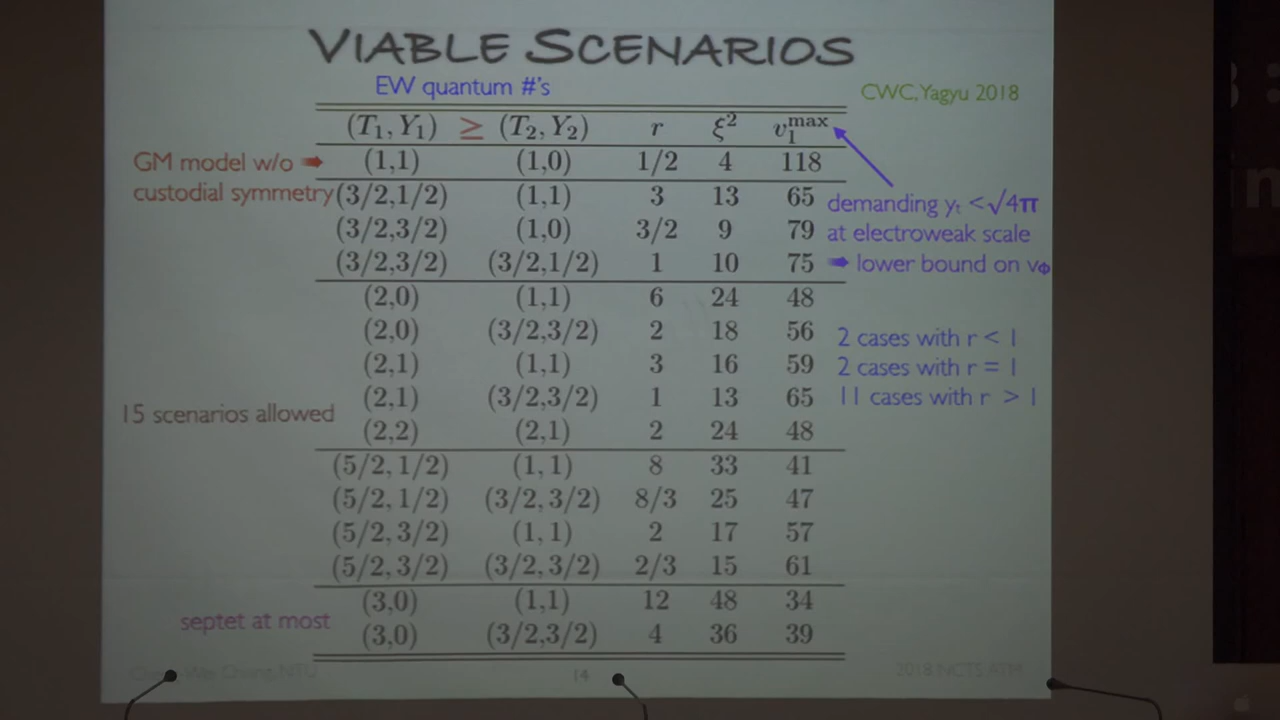 VIABLE SCENARIOS
EW quantum #'s
CWC, Yagyu 2018
(T₁, Y₁) ≥ (T₂, Y₂) r ξ² v₁ᵐᵃˣ
GM model w/o ➡ (1,1) (1,0) 1/2 4 118
custodial symmetry (3/2,1/2) (1,1) 3 13 65 demanding yₜ < √4π
(3/2,3/2) (1,0) 3/2 9 79 at electroweak scale
(3/2,3/2) (3/2,1/2) 1 10 75 ➡ lower bound on vΦ
(2,0) (1,1) 6 24 48
(2,0) (3/2,3/2) 2 18 56 2 cases with r < 1
(2,1) (1,1) 3 16 59 2 cases with r = 1
(2,1) (3/2,3/2) 1 13 65 11 cases with r > 1
15 scenarios allowed
(2,2) (2,1) 2 24 48
(5/2, 1/2) (1, 1) 8 33 41
(5/2, 1/2) (3/2, 3/2) 8/3 25 47
(5/2, 3/2) (1, 1) 2 17 57
(5/2, 3/2) (3/2, 3/2) 2/3 15 61
(3,0) (1,1) 12 48 34
septet at most
(3,0) (3/2,3/2) 4 36 39
Chiang, NTU 14 2018 NCTS ATM